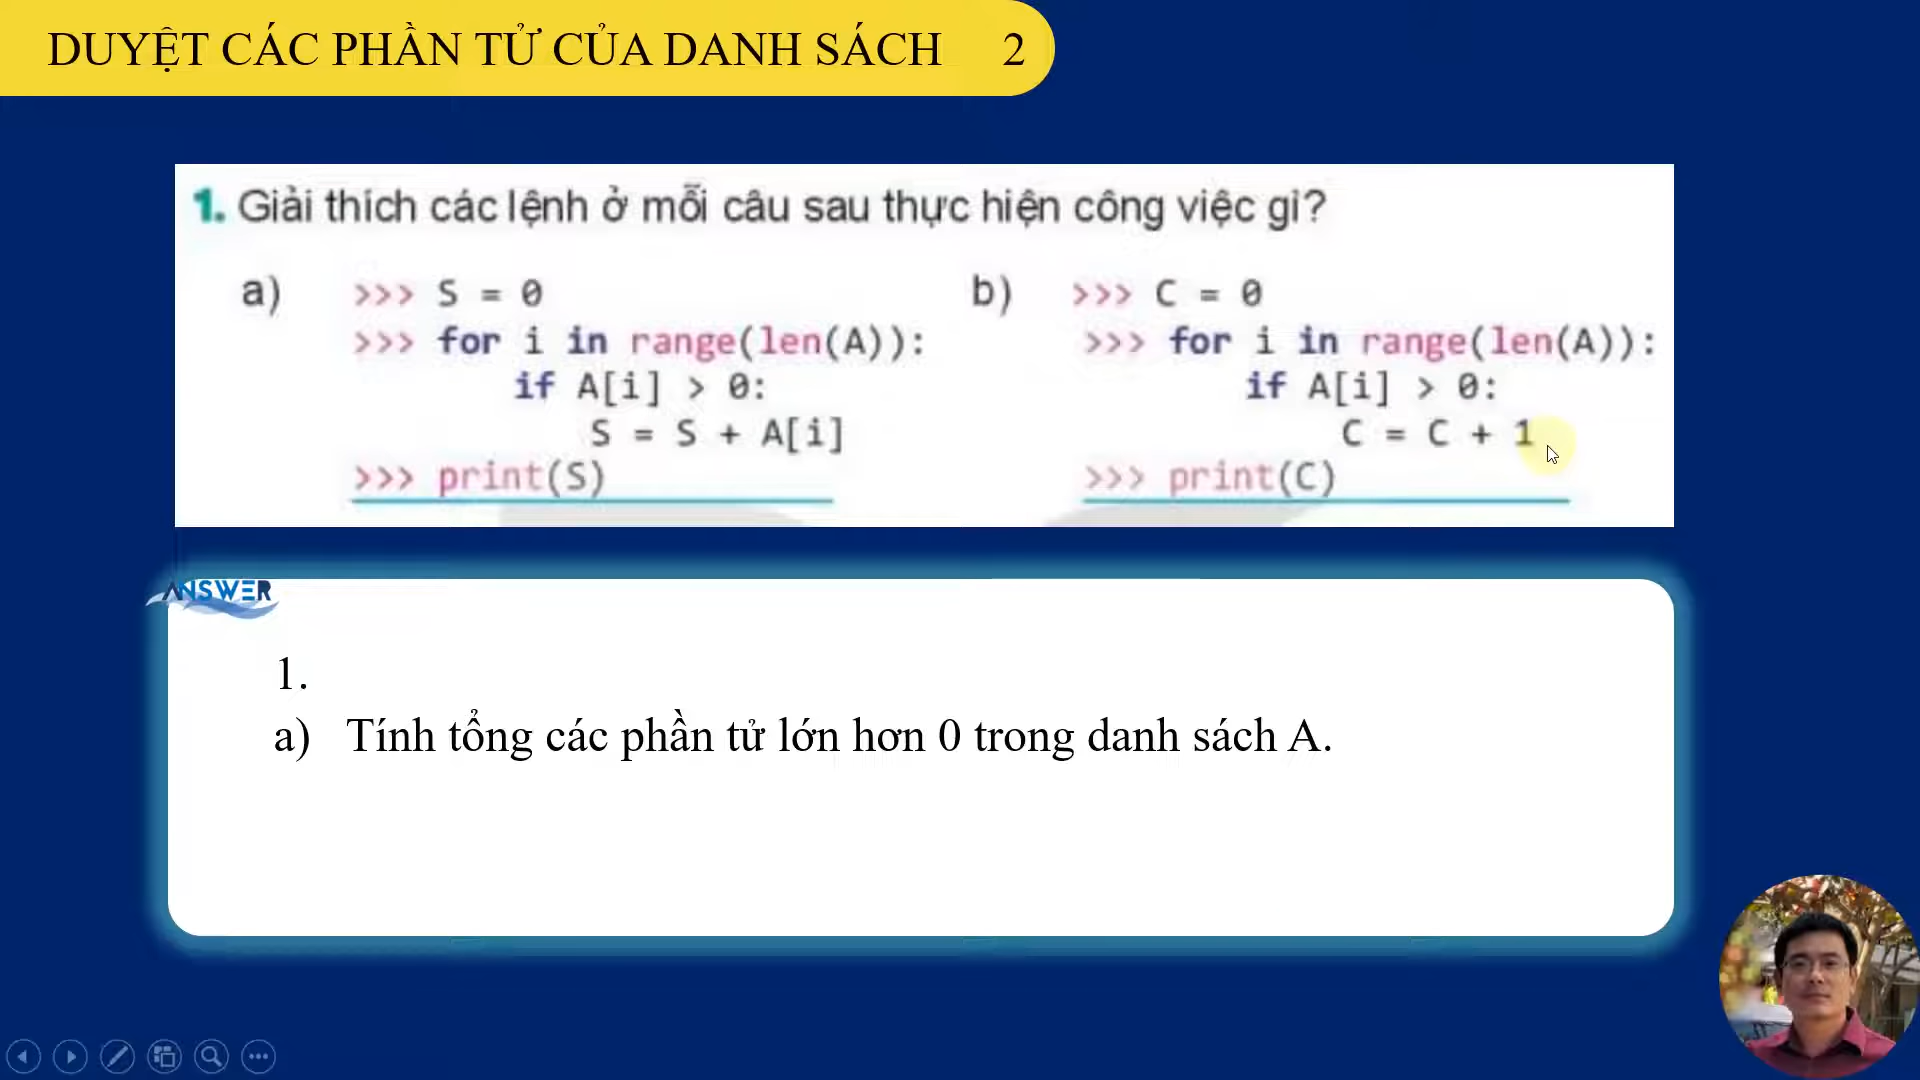 DUYỆT CÁC PHẦN TỬ CỦA DANH SÁCH 2
1. Giải thích các lệnh ở mỗi câu sau thực hiện công việc gì?
a)
>>> S = 0
>>> for i in range(len(A)):
if A[i] > 0:
S = S + A[i]
>>> print(S)
b)
>>> C = 0
>>> for i in range(len(A)):
if A[i] > 0:
C = C + 1
>>> print(C)
ANSWER
1.
a) Tính tổng các phần tử lớn hơn 0 trong danh sách A.